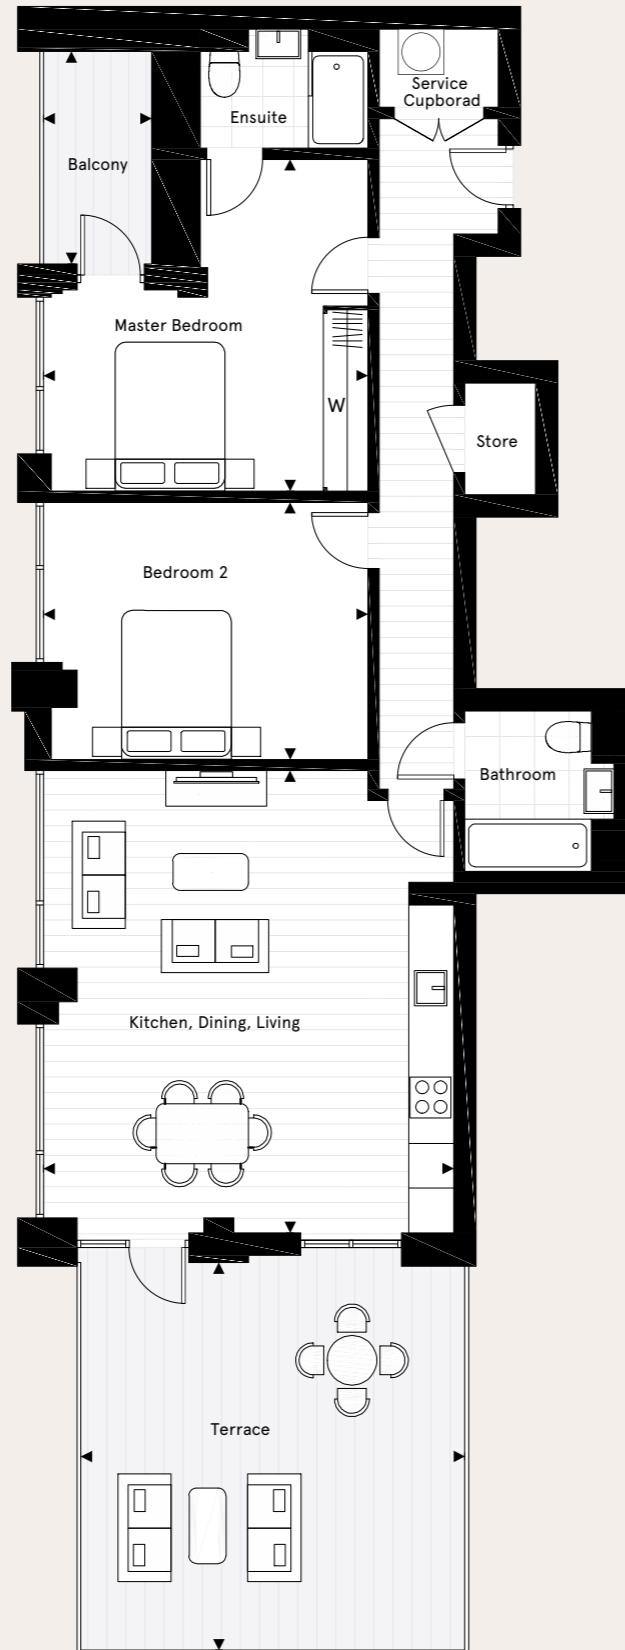 Service
Cupborad
Ensuite
Balcony
Master Bedroom
W
Store
Bedroom 2
Bathroom
Kitchen, Dining, Living
Terrace